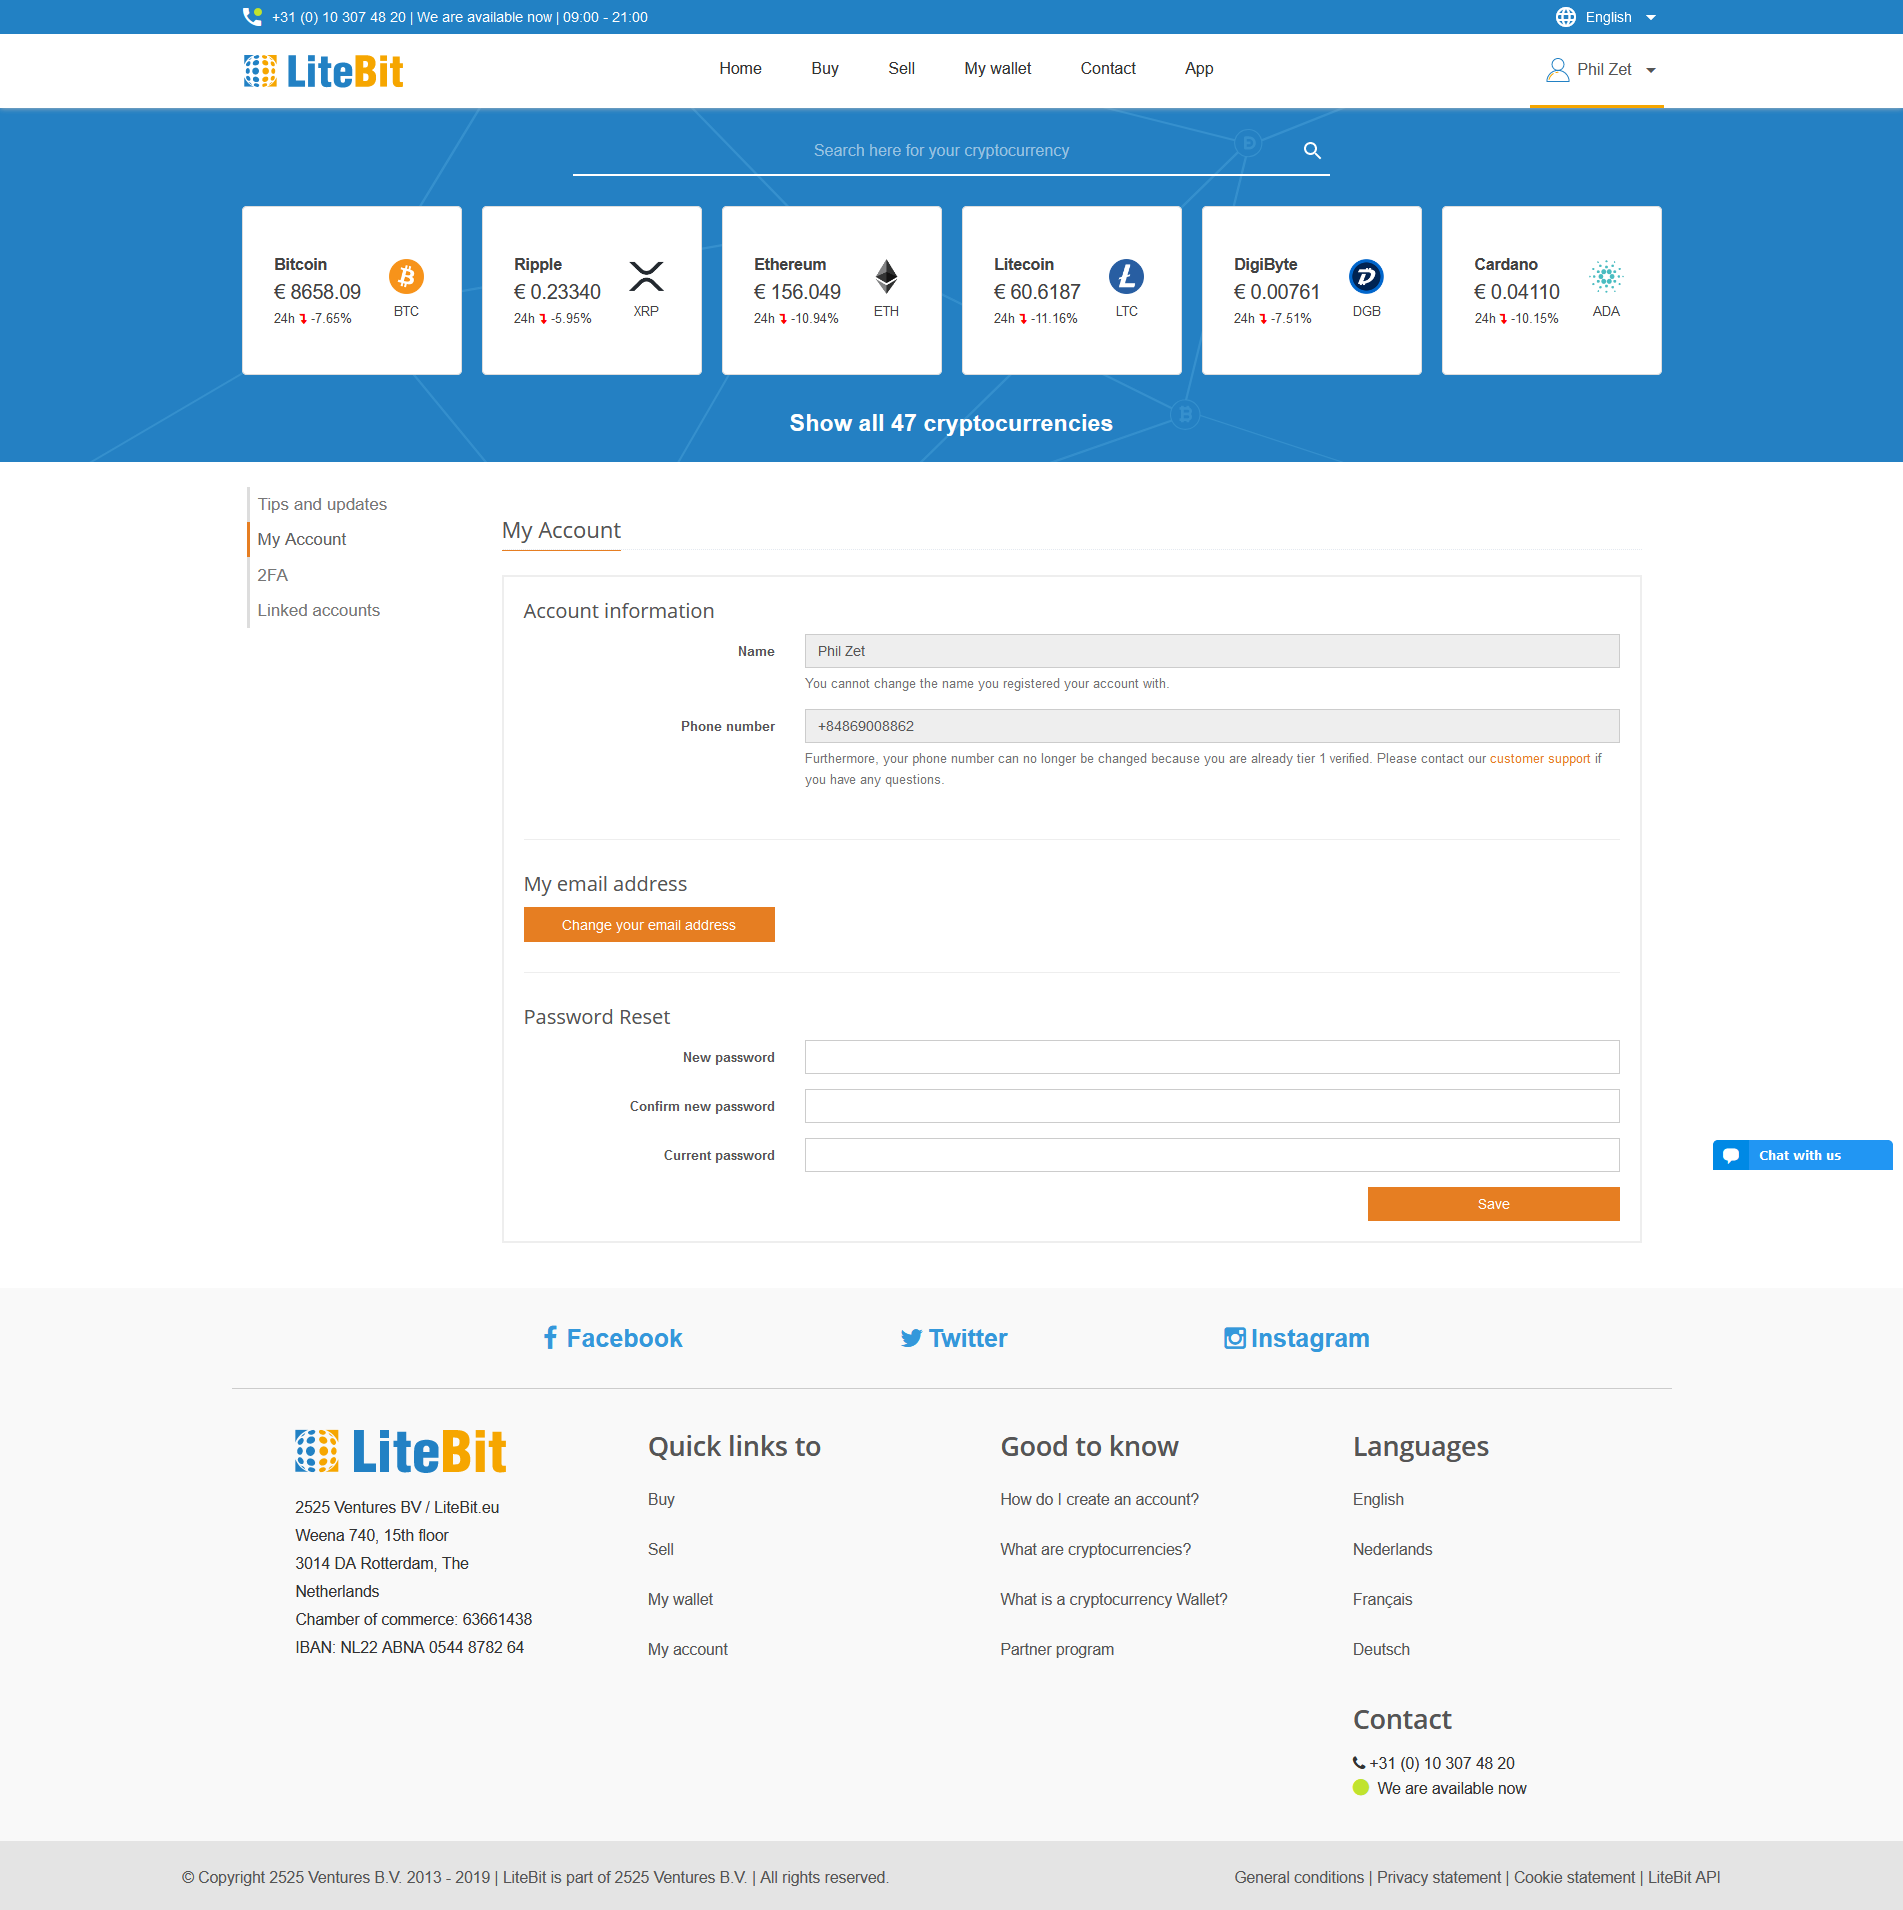 +31 (0) 10 307 48 20 | We are available now | 09:00 - 21:00
English
LiteBit
Home
Buy
Sell
My wallet
Contact
App
Phil Zet
Search here for your cryptocurrency
Bitcoin
€ 8658.09
24h -7.65%
BTC
Ripple
€ 0.23340
24h -5.95%
XRP
Ethereum
€ 156.049
24h -10.94%
ETH
Litecoin
€ 60.6187
24h -11.16%
LTC
DigiByte
€ 0.00761
24h -7.51%
DGB
Cardano
€ 0.04110
24h -10.15%
ADA
Show all 47 cryptocurrencies
Tips and updates
My Account
2FA
Linked accounts
My Account
Account information
Name
Phil Zet
You cannot change the name you registered your account with.
Phone number
+84869008862
Furthermore, your phone number can no longer be changed because you are already tier 1 verified. Please contact our customer support if
you have any questions.
My email address
Change your email address
Password Reset
New password
Confirm new password
Current password
Save
Chat with us
Facebook
Twitter
Instagram
LiteBit
2525 Ventures BV / LiteBit.eu
Weena 740, 15th floor
3014 DA Rotterdam, The
Netherlands
Chamber of commerce: 63661438
IBAN: NL22 ABNA 0544 8782 64
Quick links to
Buy
Sell
My wallet
My account
Good to know
How do I create an account?
What are cryptocurrencies?
What is a cryptocurrency Wallet?
Partner program
Languages
English
Nederlands
Français
Deutsch
Contact
+31 (0) 10 307 48 20
We are available now
© Copyright 2525 Ventures B.V. 2013 - 2019 | LiteBit is part of 2525 Ventures B.V. | All rights reserved.
General conditions | Privacy statement | Cookie statement | LiteBit API